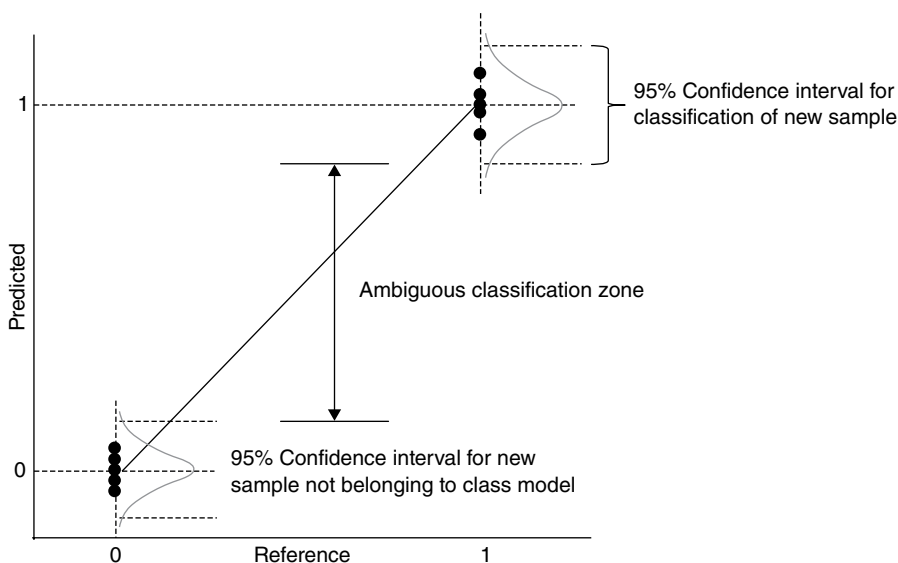 1
95% Confidence interval for
classification of new sample
Predicted
Ambiguous classification zone
95% Confidence interval for new
sample not belonging to class model
0
0
Reference
1